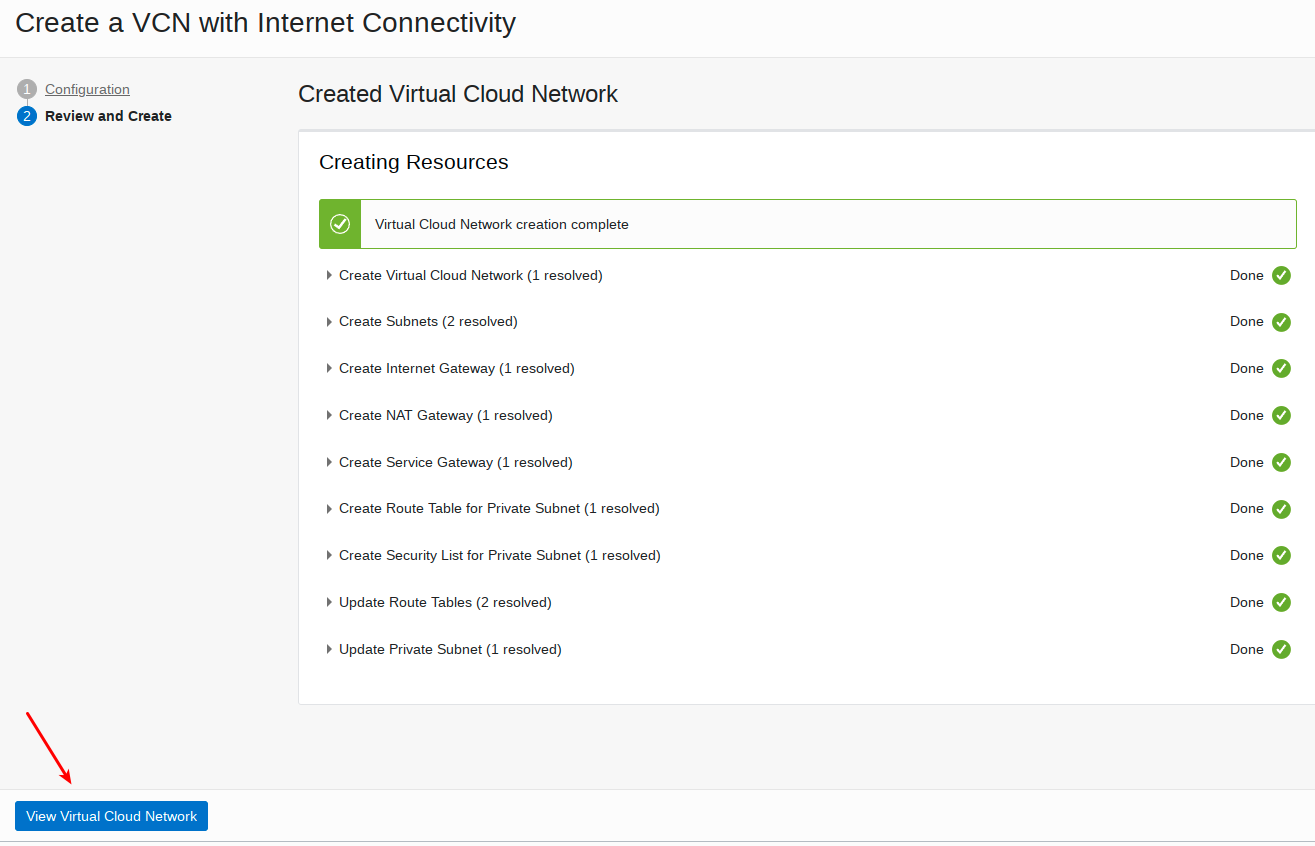 Create a VCN with Internet Connectivity
1 Configuration
2 Review and Create
Created Virtual Cloud Network
Creating Resources
Virtual Cloud Network creation complete
Create Virtual Cloud Network (1 resolved) Done
Create Subnets (2 resolved) Done
Create Internet Gateway (1 resolved) Done
Create NAT Gateway (1 resolved) Done
Create Service Gateway (1 resolved) Done
Create Route Table for Private Subnet (1 resolved) Done
Create Security List for Private Subnet (1 resolved) Done
Update Route Tables (2 resolved) Done
Update Private Subnet (1 resolved) Done
View Virtual Cloud Network